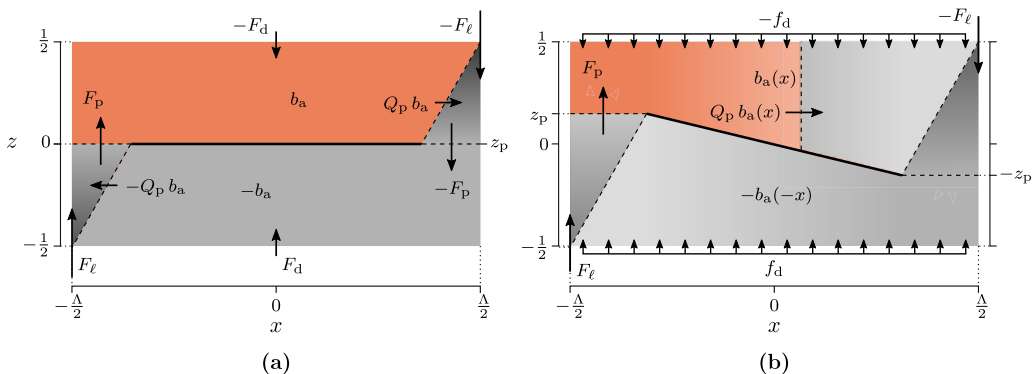 −F_d
−F_ℓ
1/2
F_p
b_a
Q_p b_a
z
0
z_p
−Q_p b_a
−b_a
−F_p
−1/2
F_ℓ
F_d
−Λ/2
0
Λ/2
x
(a)
−f_d
−F_ℓ
1/2
F_p
b_a(x)
z_p
Q_p b_a(x)
0
−z_p
−b_a(−x)
−1/2
F_ℓ
f_d
−Λ/2
0
Λ/2
x
(b)